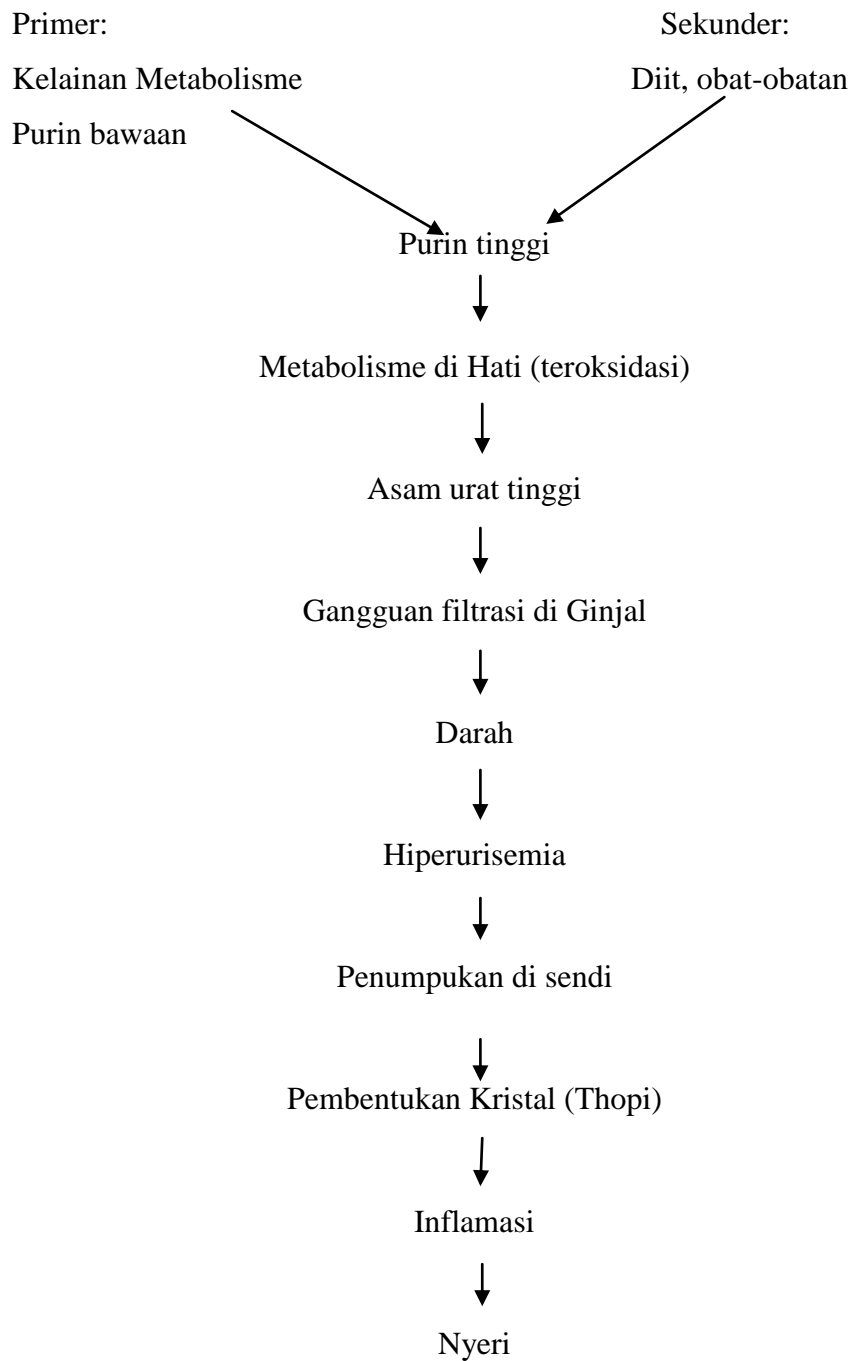 Primer:
Sekunder:
Kelainan Metabolisme
Diit, obat-obatan
Purin bawaan
Purin tinggi
Metabolisme di Hati (teroksidasi)
Asam urat tinggi
Gangguan filtrasi di Ginjal
Darah
Hiperurisemia
Penumpukan di sendi
Pembentukan Kristal (Thopi)
Inflamasi
Nyeri